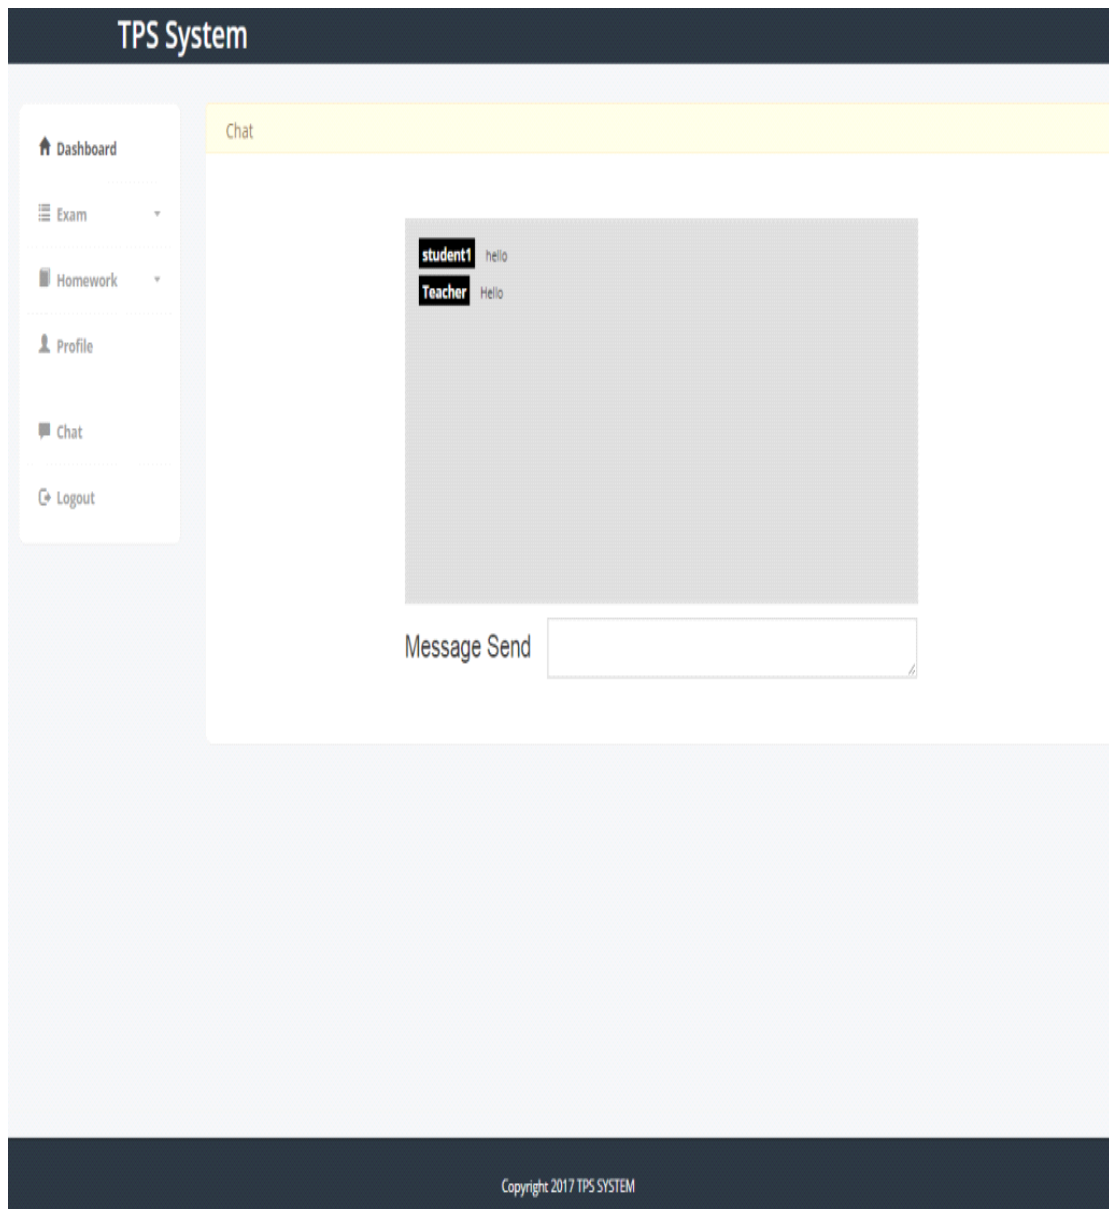 TPS System
Dashboard
Exam
Homework
Profile
Chat
Logout
Chat
student1 hello
Teacher Hello
Message Send
Copyright 2017 TPS SYSTEM